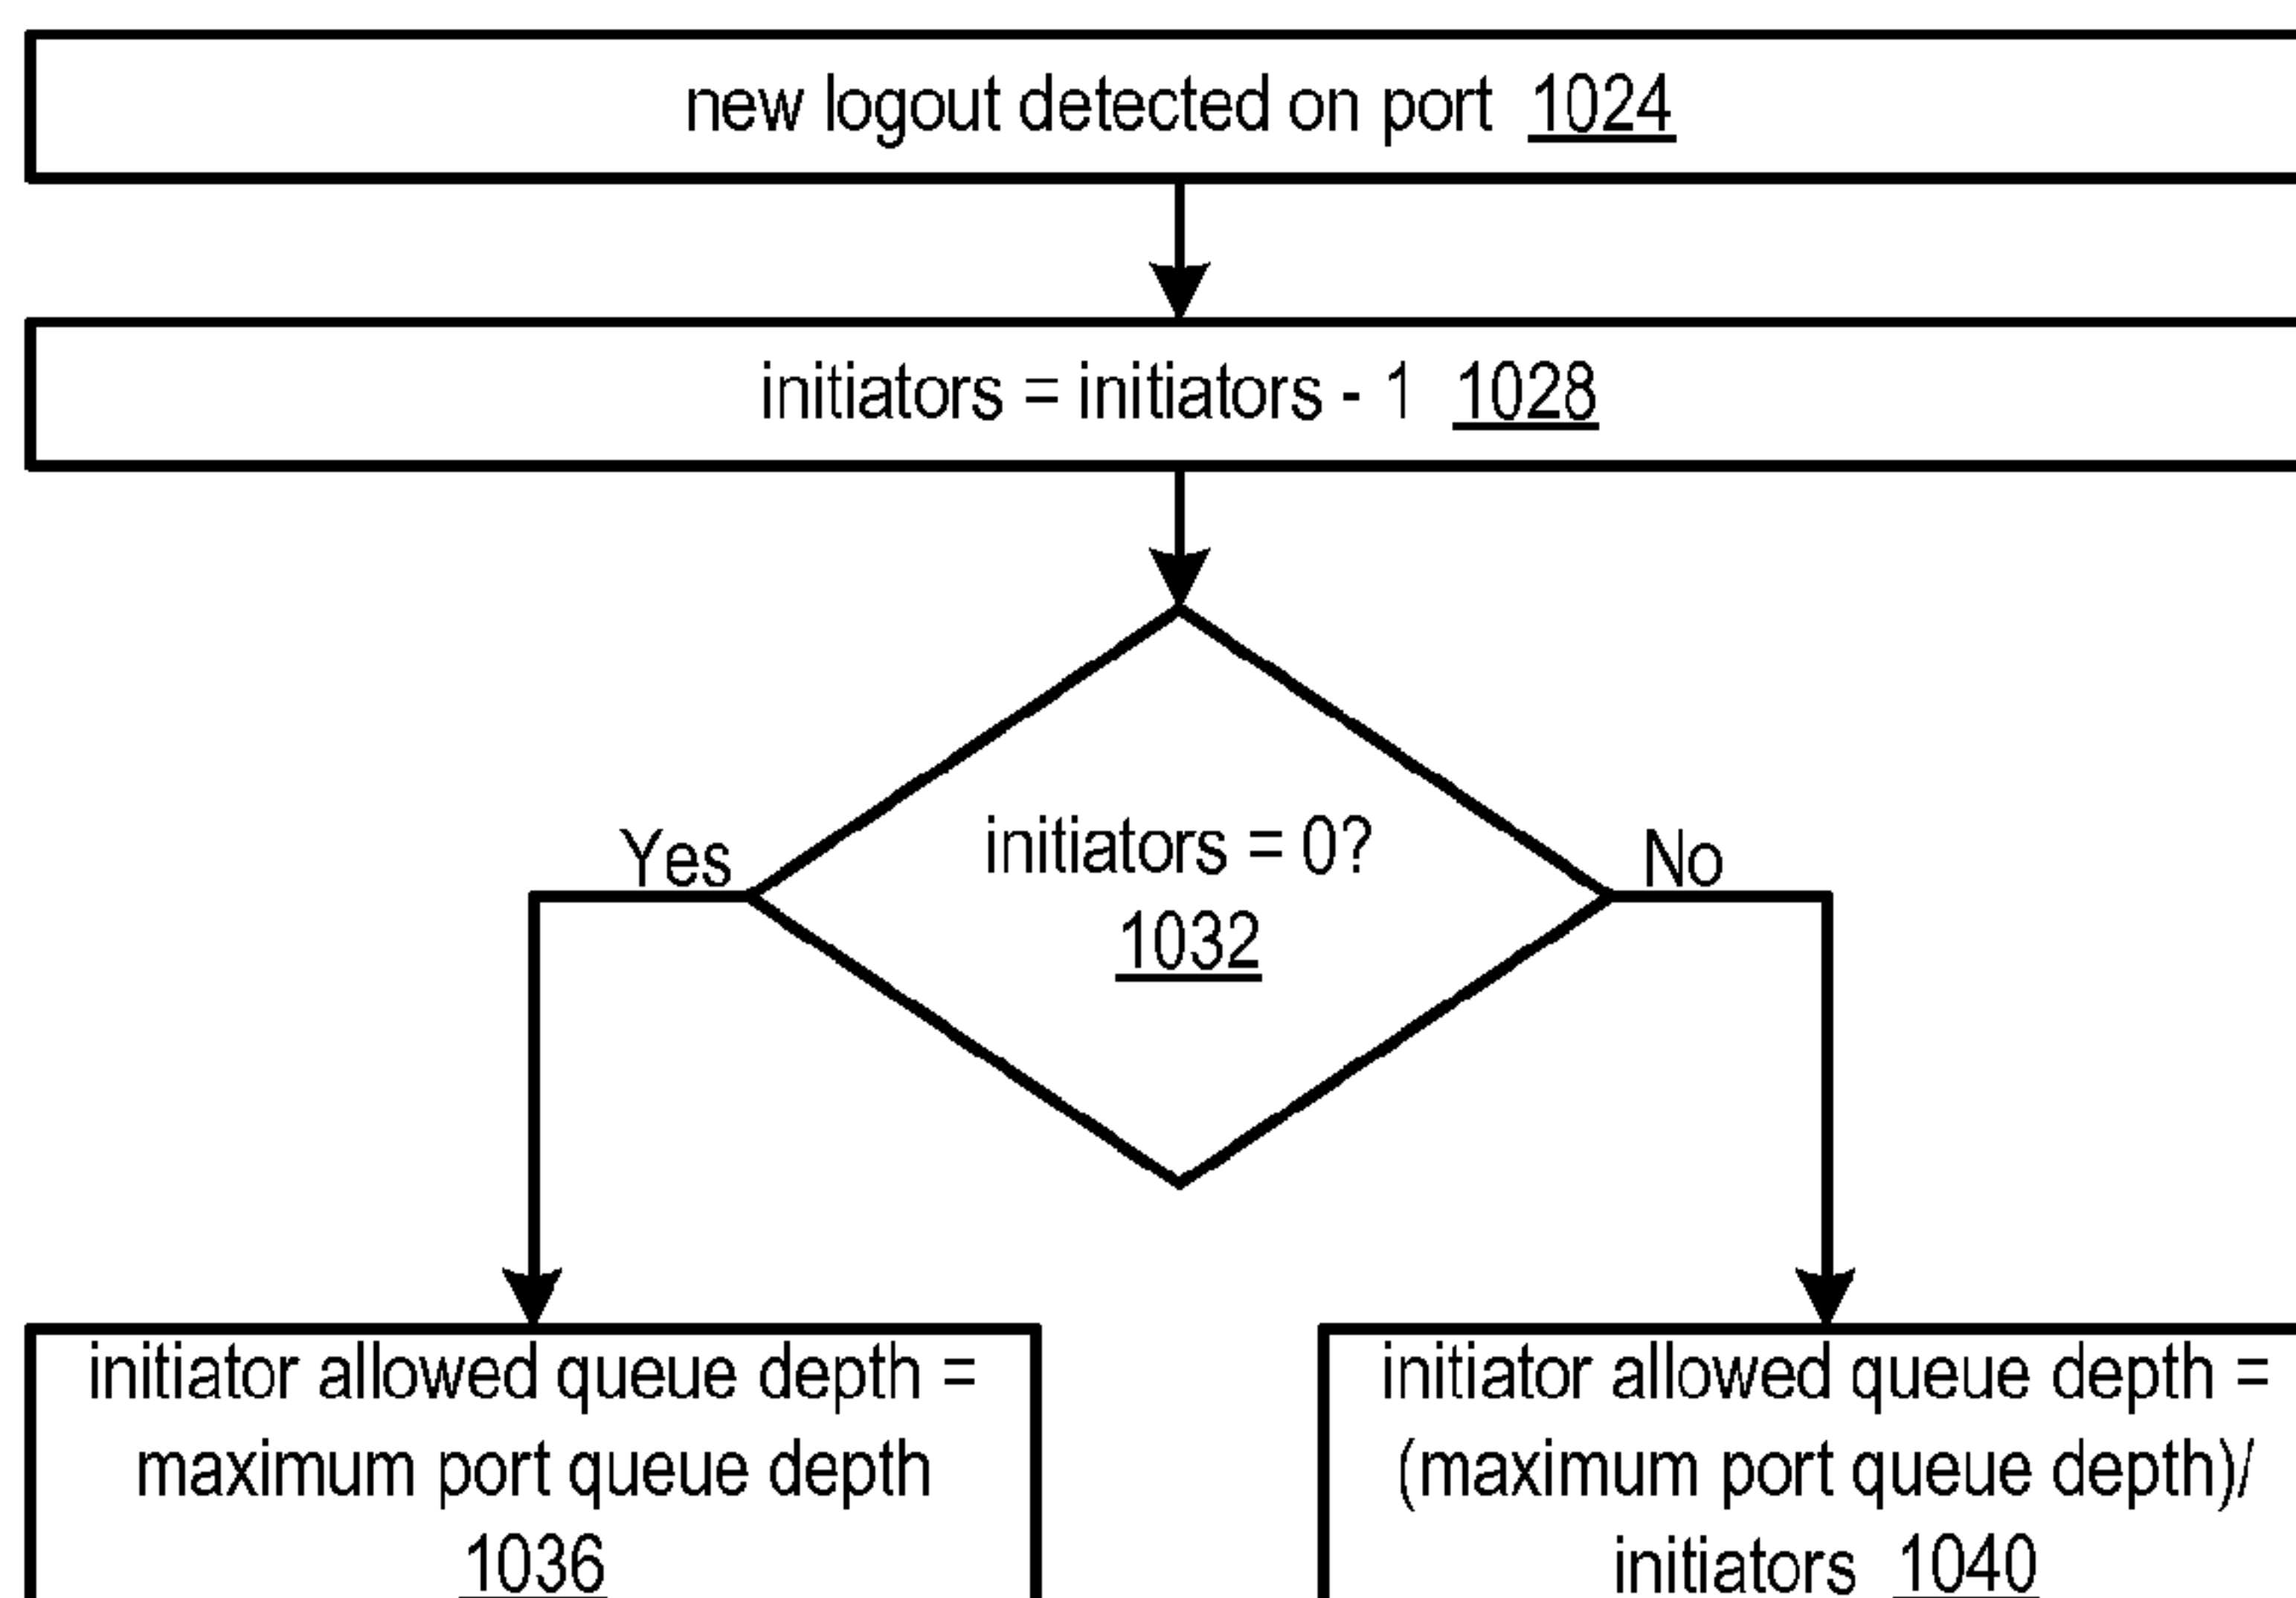 new logout detected on port 1024
initiators = initiators - 1 1028
initiators = 0?
1032
Yes
No
initiator allowed queue depth =
maximum port queue depth
1036
initiator allowed queue depth =
(maximum port queue depth)/
initiators 1040